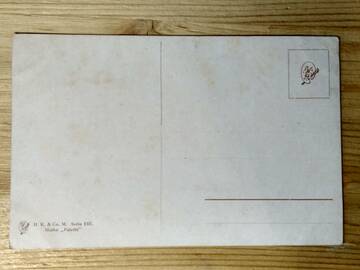 H. K. & Co. M. Serie
Marke „Palette"